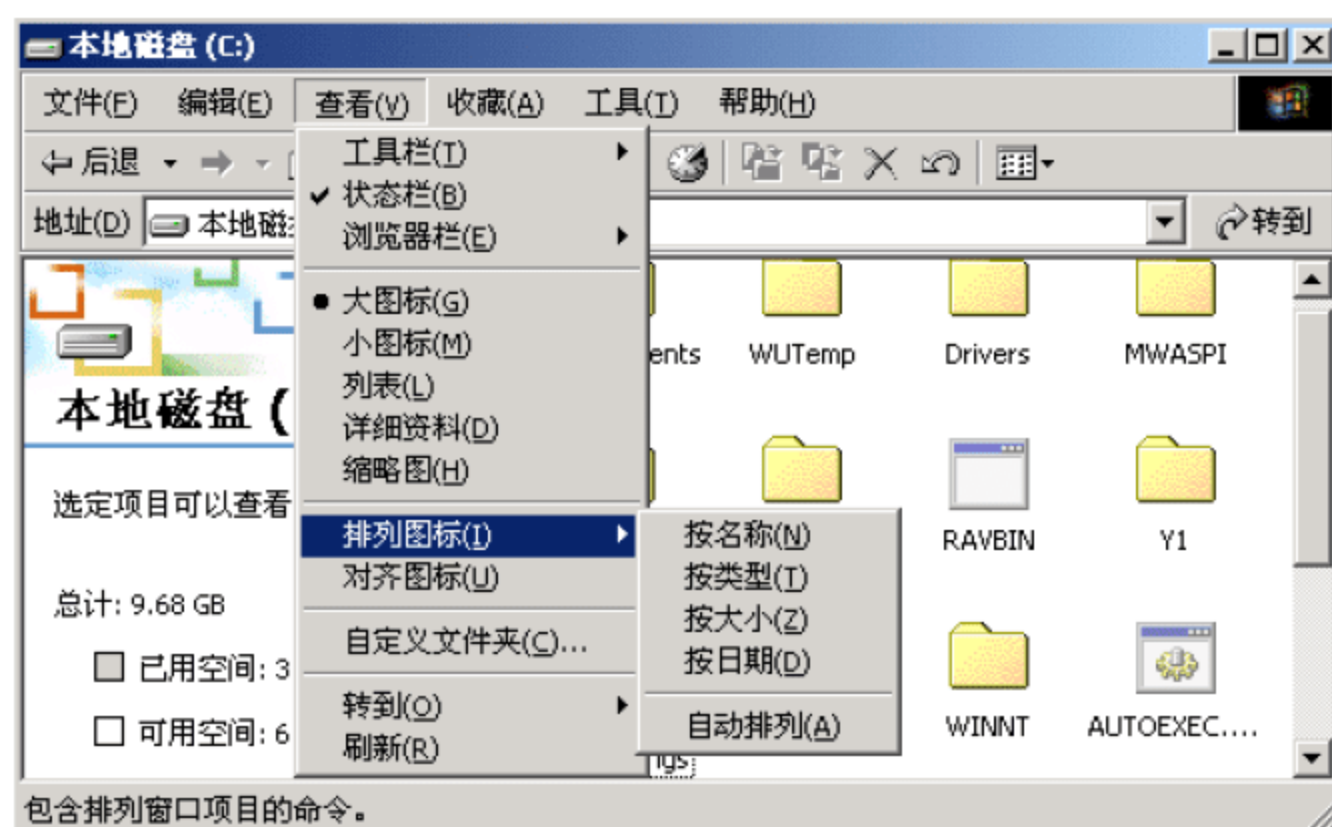 本地磁盘 (C:)
文件(F) 编辑(E) 查看(V) 收藏(A) 工具(T) 帮助(H)
后退
地址(D) 本地磁 转到
工具栏(T)
状态栏(B)
浏览器栏(E)
大图标(G)
小图标(M)
列表(L)
详细资料(D)
缩略图(H)
排列图标(I)
对齐图标(U)
自定义文件夹(C)...
转到(O)
刷新(R)
按名称(N)
按类型(T)
按大小(Z)
按日期(D)
自动排列(A)
本地磁盘 (
选定项目可以查看
总计: 9.68 GB
已用空间: 3
可用空间: 6
ents WUTemp Drivers MWASPI
RAVBIN Y1
WINNT AUTOEXEC....
ngs
包含排列窗口项目的命令。